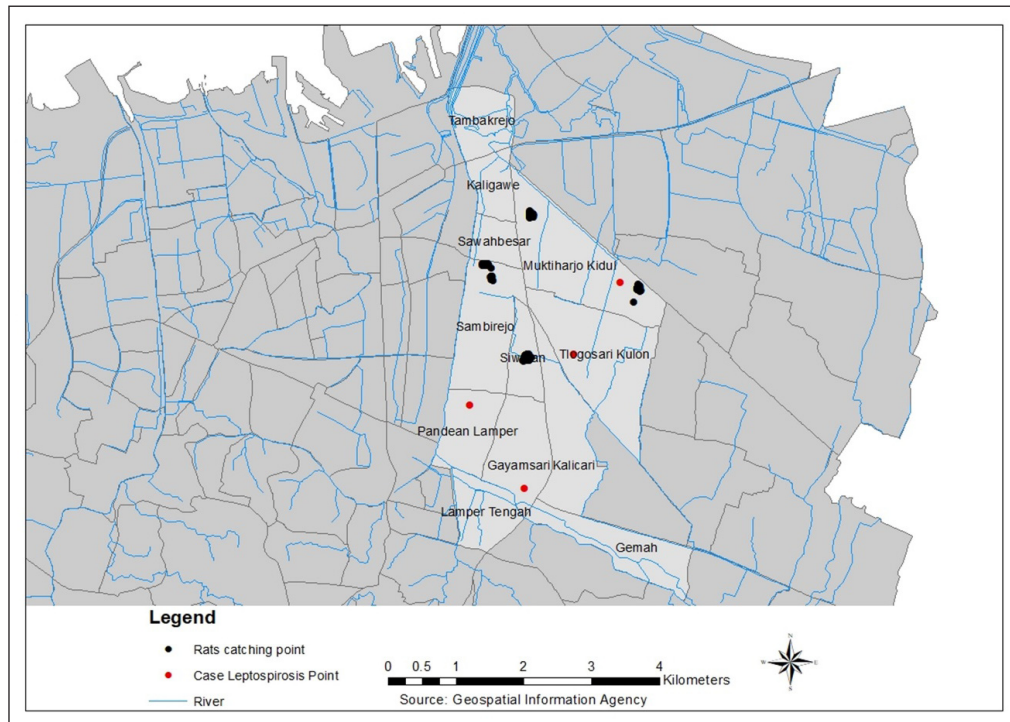 Tambakrejo
Kaligawe
Sawahbesar
Muktiharjo Kidul
Sambirejo
Tlogosari Kulon
Pandean Lamper
Gayamsari Kalicari
Lamper Tengah
Gemah
Legend
Rats catching point
Case Leptospirosis Point
River
0 0.5 1 2 3 4
Kilometers
Source: Geospatial Information Agency
N
W E
S